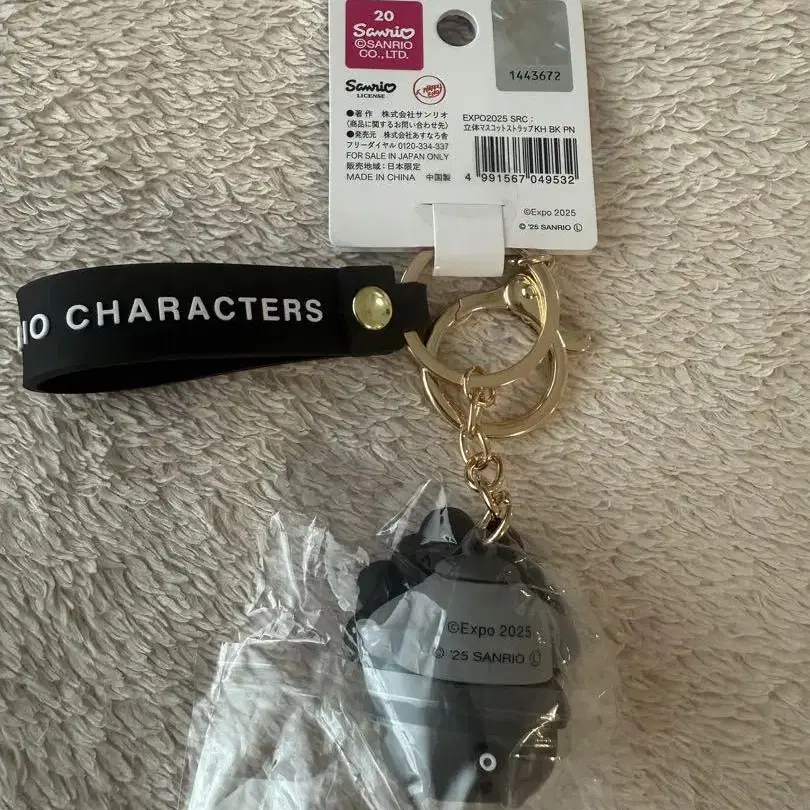 20
Sanrio
©SANRIO
CO.,LTD.
1443672
Sanrio
LICENSE
●著作 株式会社サンリオ
(商品に関するお問い合わせ先)
●発売元 株式会社あすなろ舎
フリーダイヤル 0120-334-337
FOR SALE IN JAPAN ONLY
販売地域:日本限定
MADE IN CHINA 中国製
EXPO2025 SRC:
立体マスコットストラップKH BK PN
4 991567 049532
©Expo 2025
© '25 SANRIO Ⓛ
IO CHARACTERS
©Expo 2025
© '25 SANRIO Ⓛ